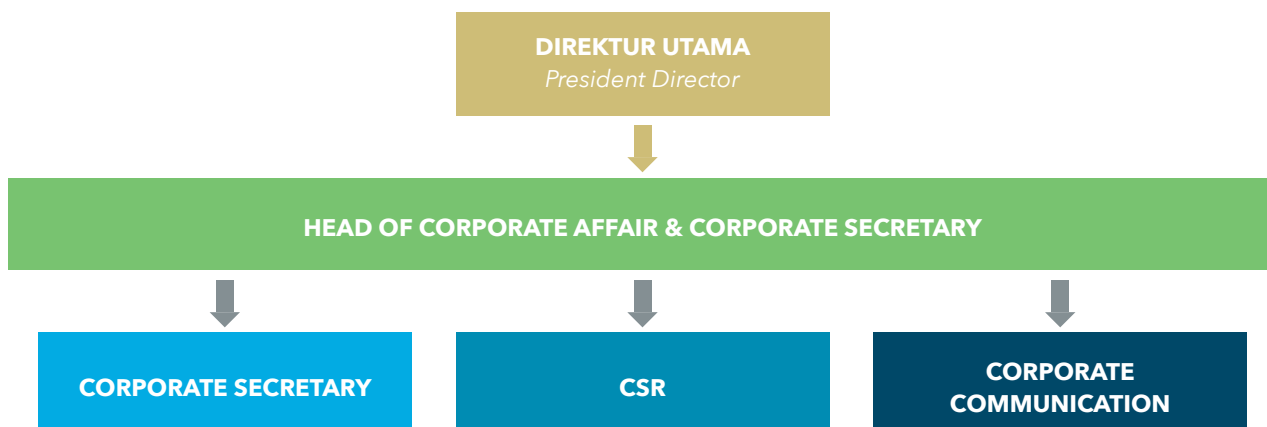 DIREKTUR UTAMA
President Director
HEAD OF CORPORATE AFFAIR & CORPORATE SECRETARY
CORPORATE SECRETARY
CSR
CORPORATE
COMMUNICATION